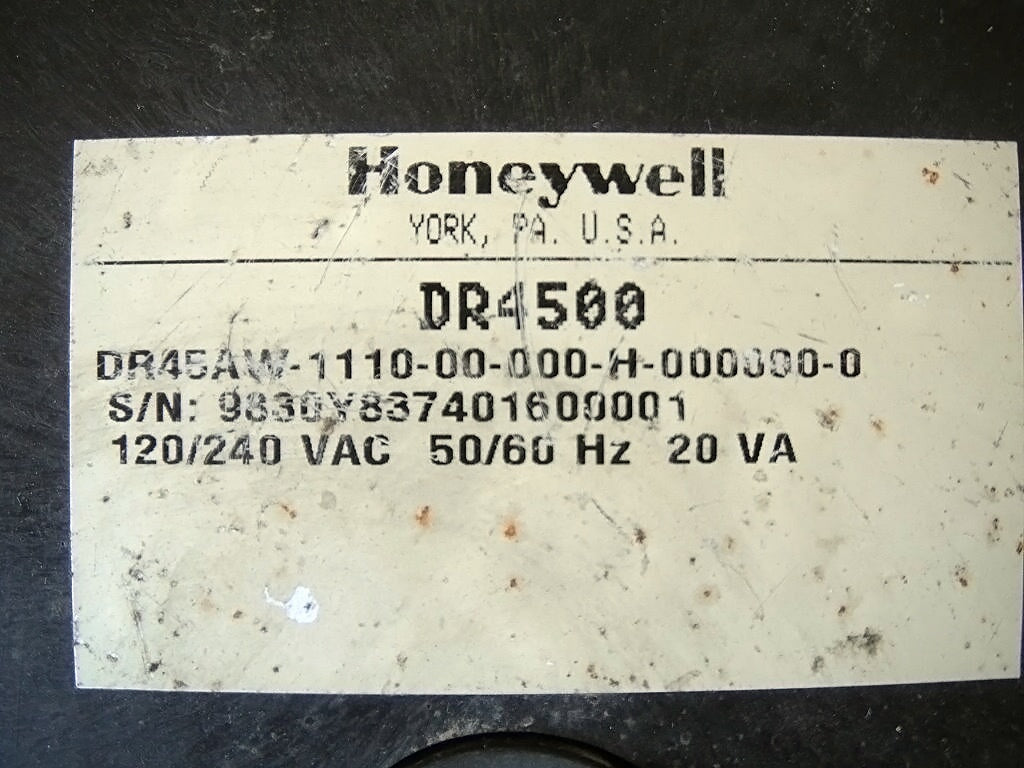 Honeywell
YORK, PA. U.S.A.
DR4500
DR45AW-1110-00-000-H-000000-0
S/N: 9830Y837401600001
120/240 VAC 50/60 Hz 20 VA